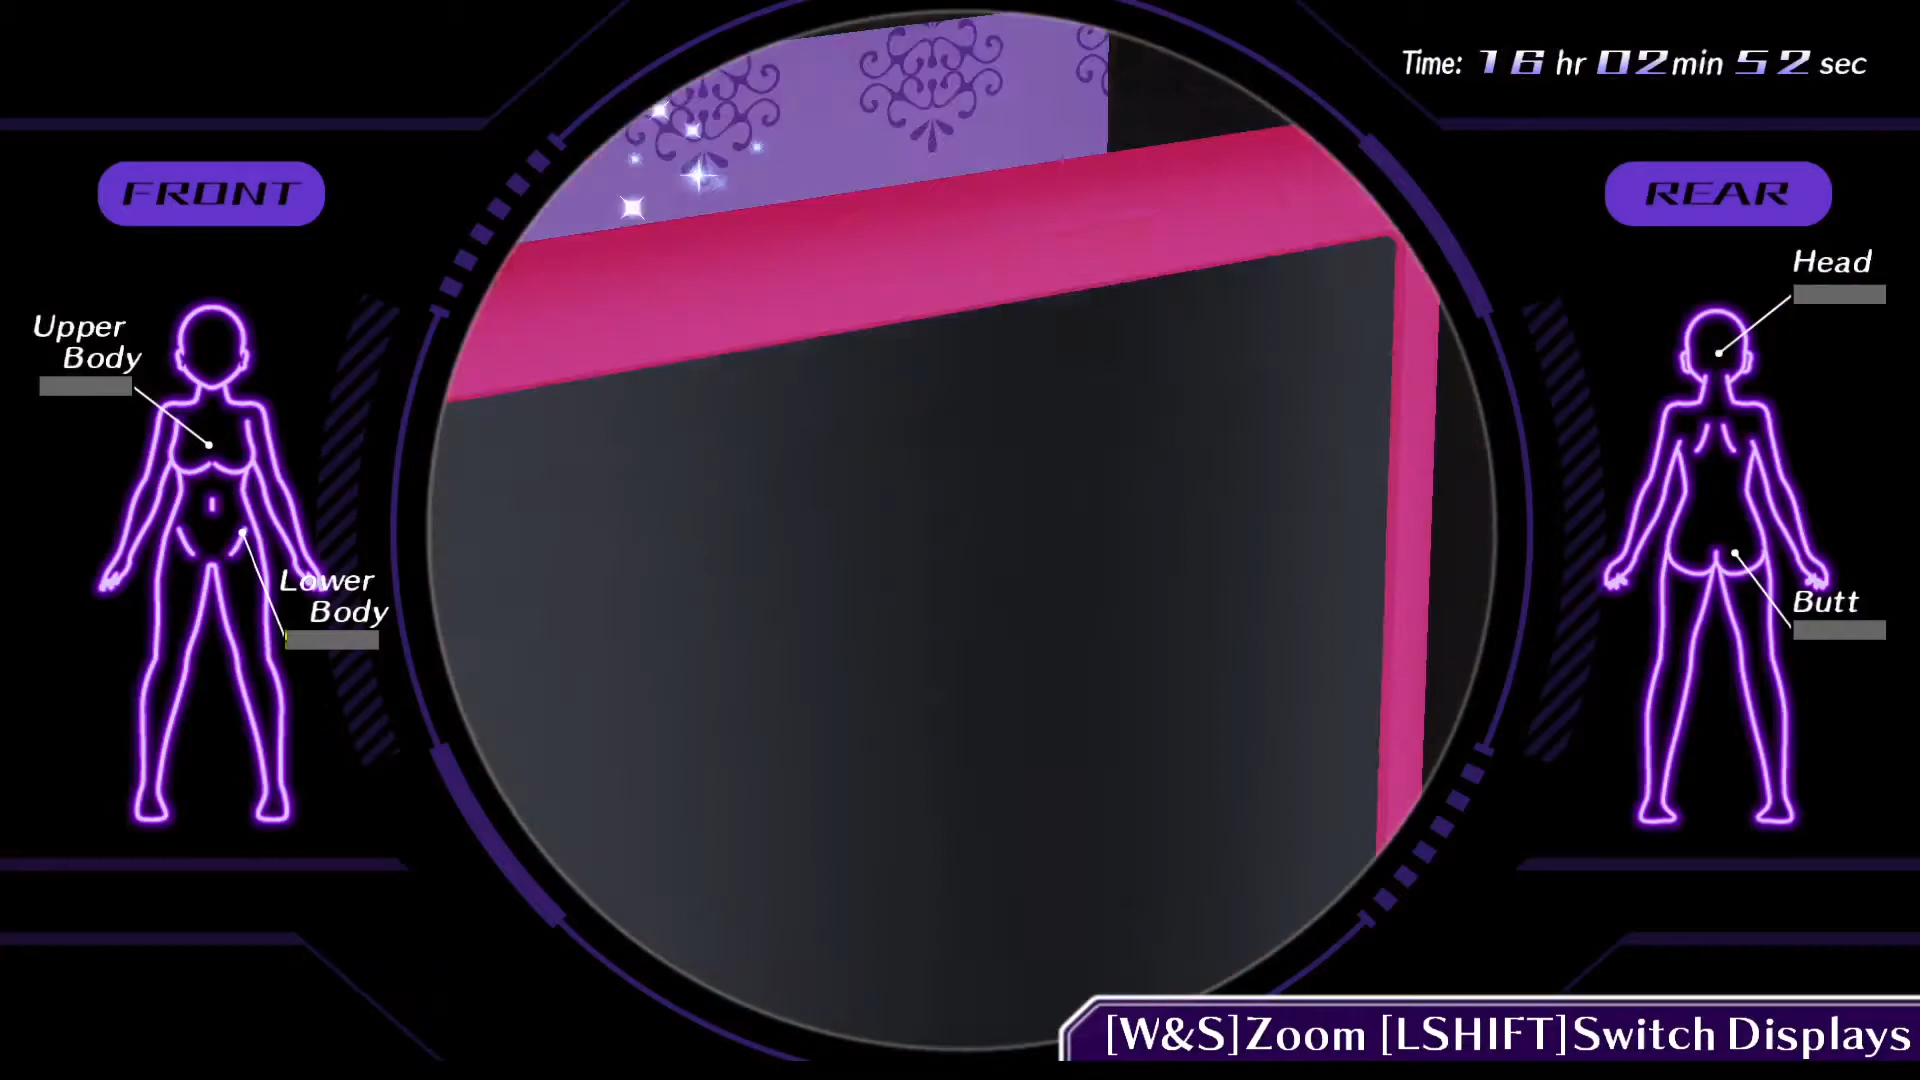 Time: 16 hr 02 min 52 sec
FRONT
REAR
Head
Upper
Body
Lower
Body
Butt
[W&S]Zoom [LSHIFT]Switch Displays